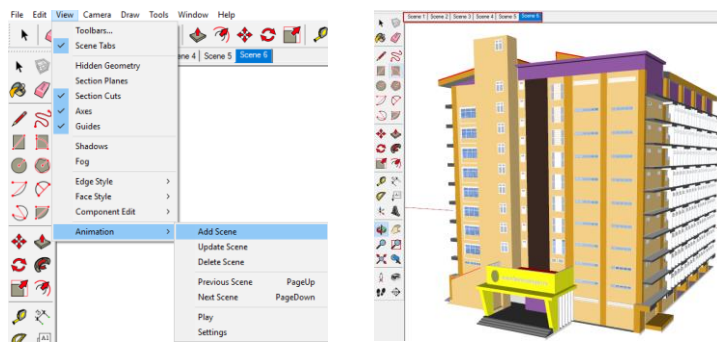 File Edit View Camera Draw Tools Window Help
Toolbars...
Scene Tabs
Scene 5 Scene 6
Hidden Geometry
Section Planes
Section Cuts
Axes
Guides
Shadows
Fog
Edge Style
Face Style
Component Edit
Animation
Add Scene
Update Scene
Delete Scene
Previous Scene PageUp
Next Scene PageDown
Play
Settings
Scene 1 Scene 2 Scene 3 Scene 4 Scene 5 Scene 6